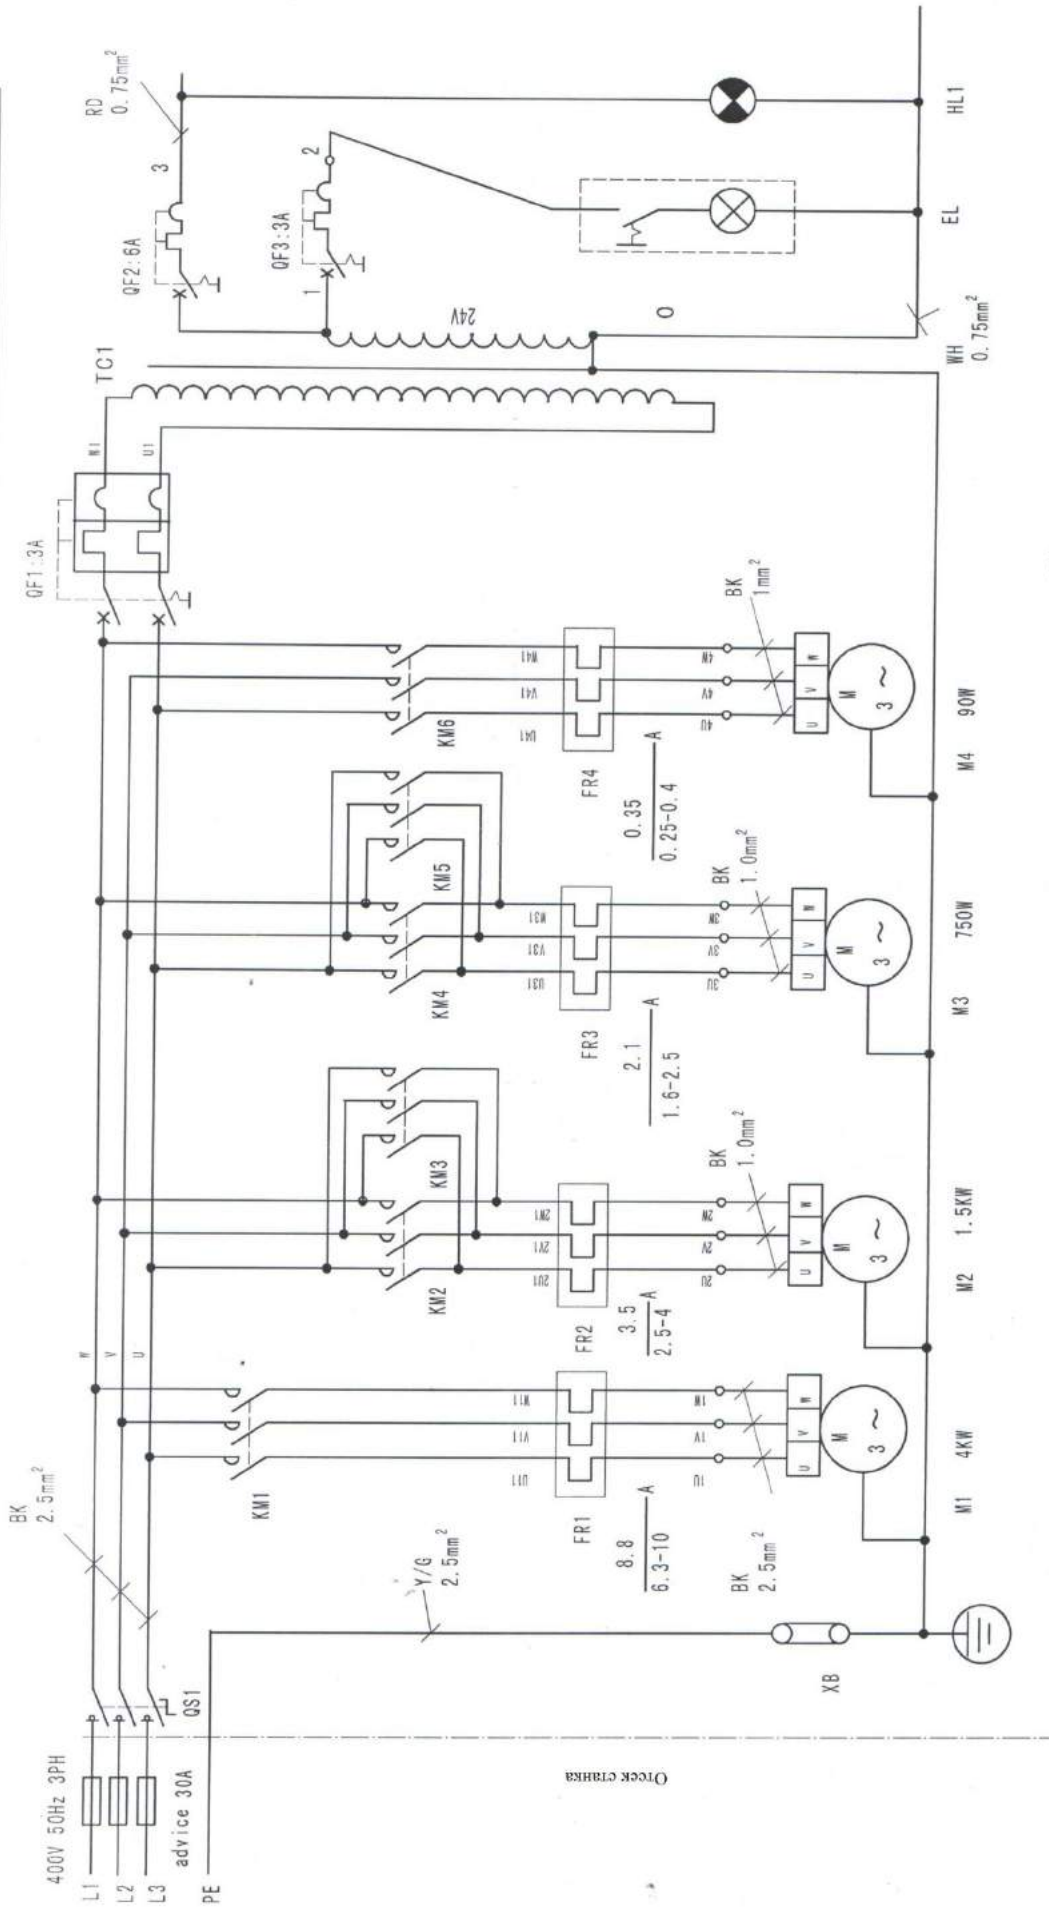 400V 50Hz 3PH
L1
L2
L3
advice 30A
PE
QS1
BK
2.5mm²
W
V
U
Отсек станка
Y/G
2.5mm²
XB
KM1
U11
V11
W11
FR1
8.8 A
6.3-10
1U
1V
1W
BK
2.5mm²
U
V
W
M
3 ~
M1
4KW
KM2
KM3
2U1
2V1
2W1
FR2
3.5 A
2.5-4
2U
2V
2W
BK
1.0mm²
U
V
W
M
3 ~
M2
1.5KW
KM4
KM5
U31
V31
W31
FR3
2.1 A
1.6-2.5
3U
3V
3W
BK
1.0mm²
U
V
W
M
3 ~
M3
750W
KM6
U41
V41
W41
FR4
0.35 A
0.25-0.4
4U
4V
4W
BK
1mm²
U
V
W
M
3 ~
M4
90W
QF1:3A
W1
U1
TC1
24V
QF2:6A
3
RD
0.75mm²
QF3:3A
1
2
0
WH
0.75mm²
EL
HL1